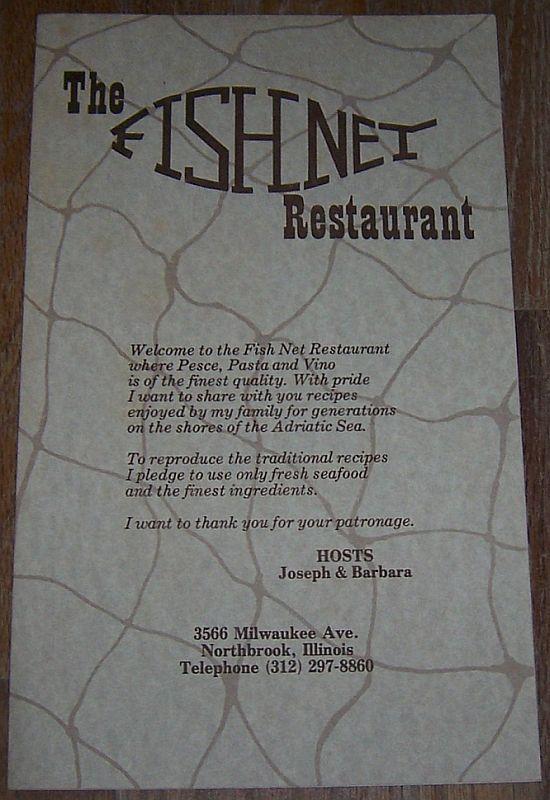 The
FISH NET
Restaurant
Welcome to the Fish Net Restaurant
where Pesce, Pasta and Vino
is of the finest quality. With pride
I want to share with you recipes
enjoyed by my family for generations
on the shores of the Adriatic Sea.
To reproduce the traditional recipes
I pledge to use only fresh seafood
and the finest ingredients.
I want to thank you for your patronage.
HOSTS
Joseph & Barbara
3566 Milwaukee Ave.
Northbrook, Illinois
Telephone (312) 297-8860